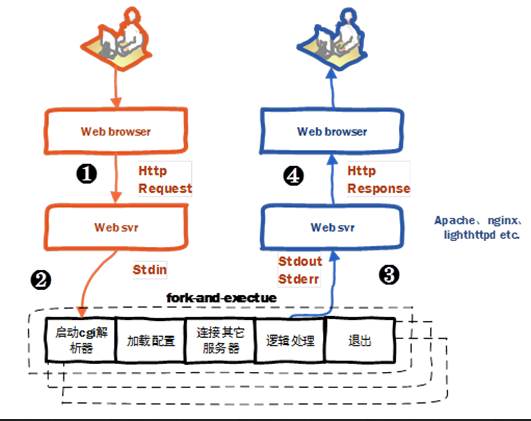 Web browser
Web browser
❶
Http
Request
❹
Http
Response
Web svr
Web svr
Apache、nginx、
lighthttpd etc.
❷
Stdin
Stdout
Stderr
❸
fork-and-exectue
启动cgi解
析器
加载配置
连接其它
服务器
逻辑处理
退出